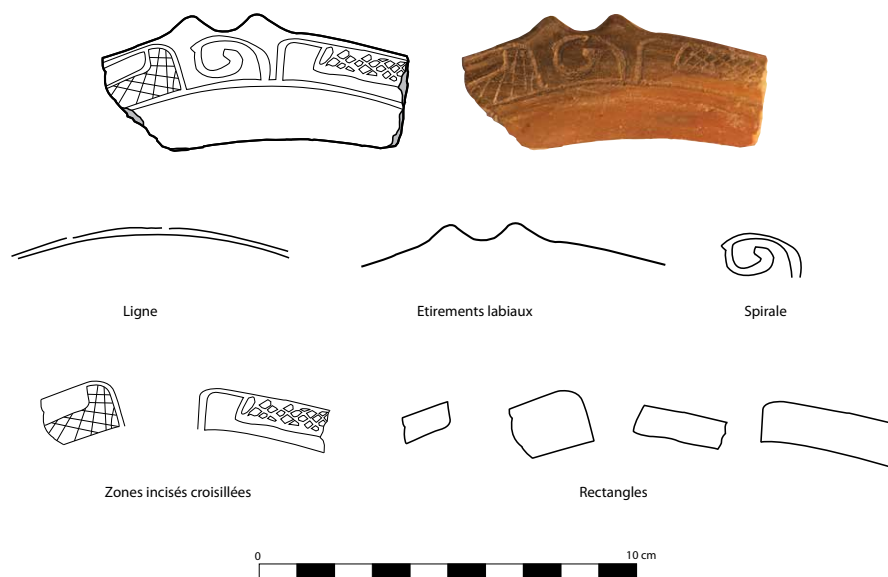 Ligne
Etirements labiaux
Spirale
Zones incisés croisillées
Rectangles
0
10 cm